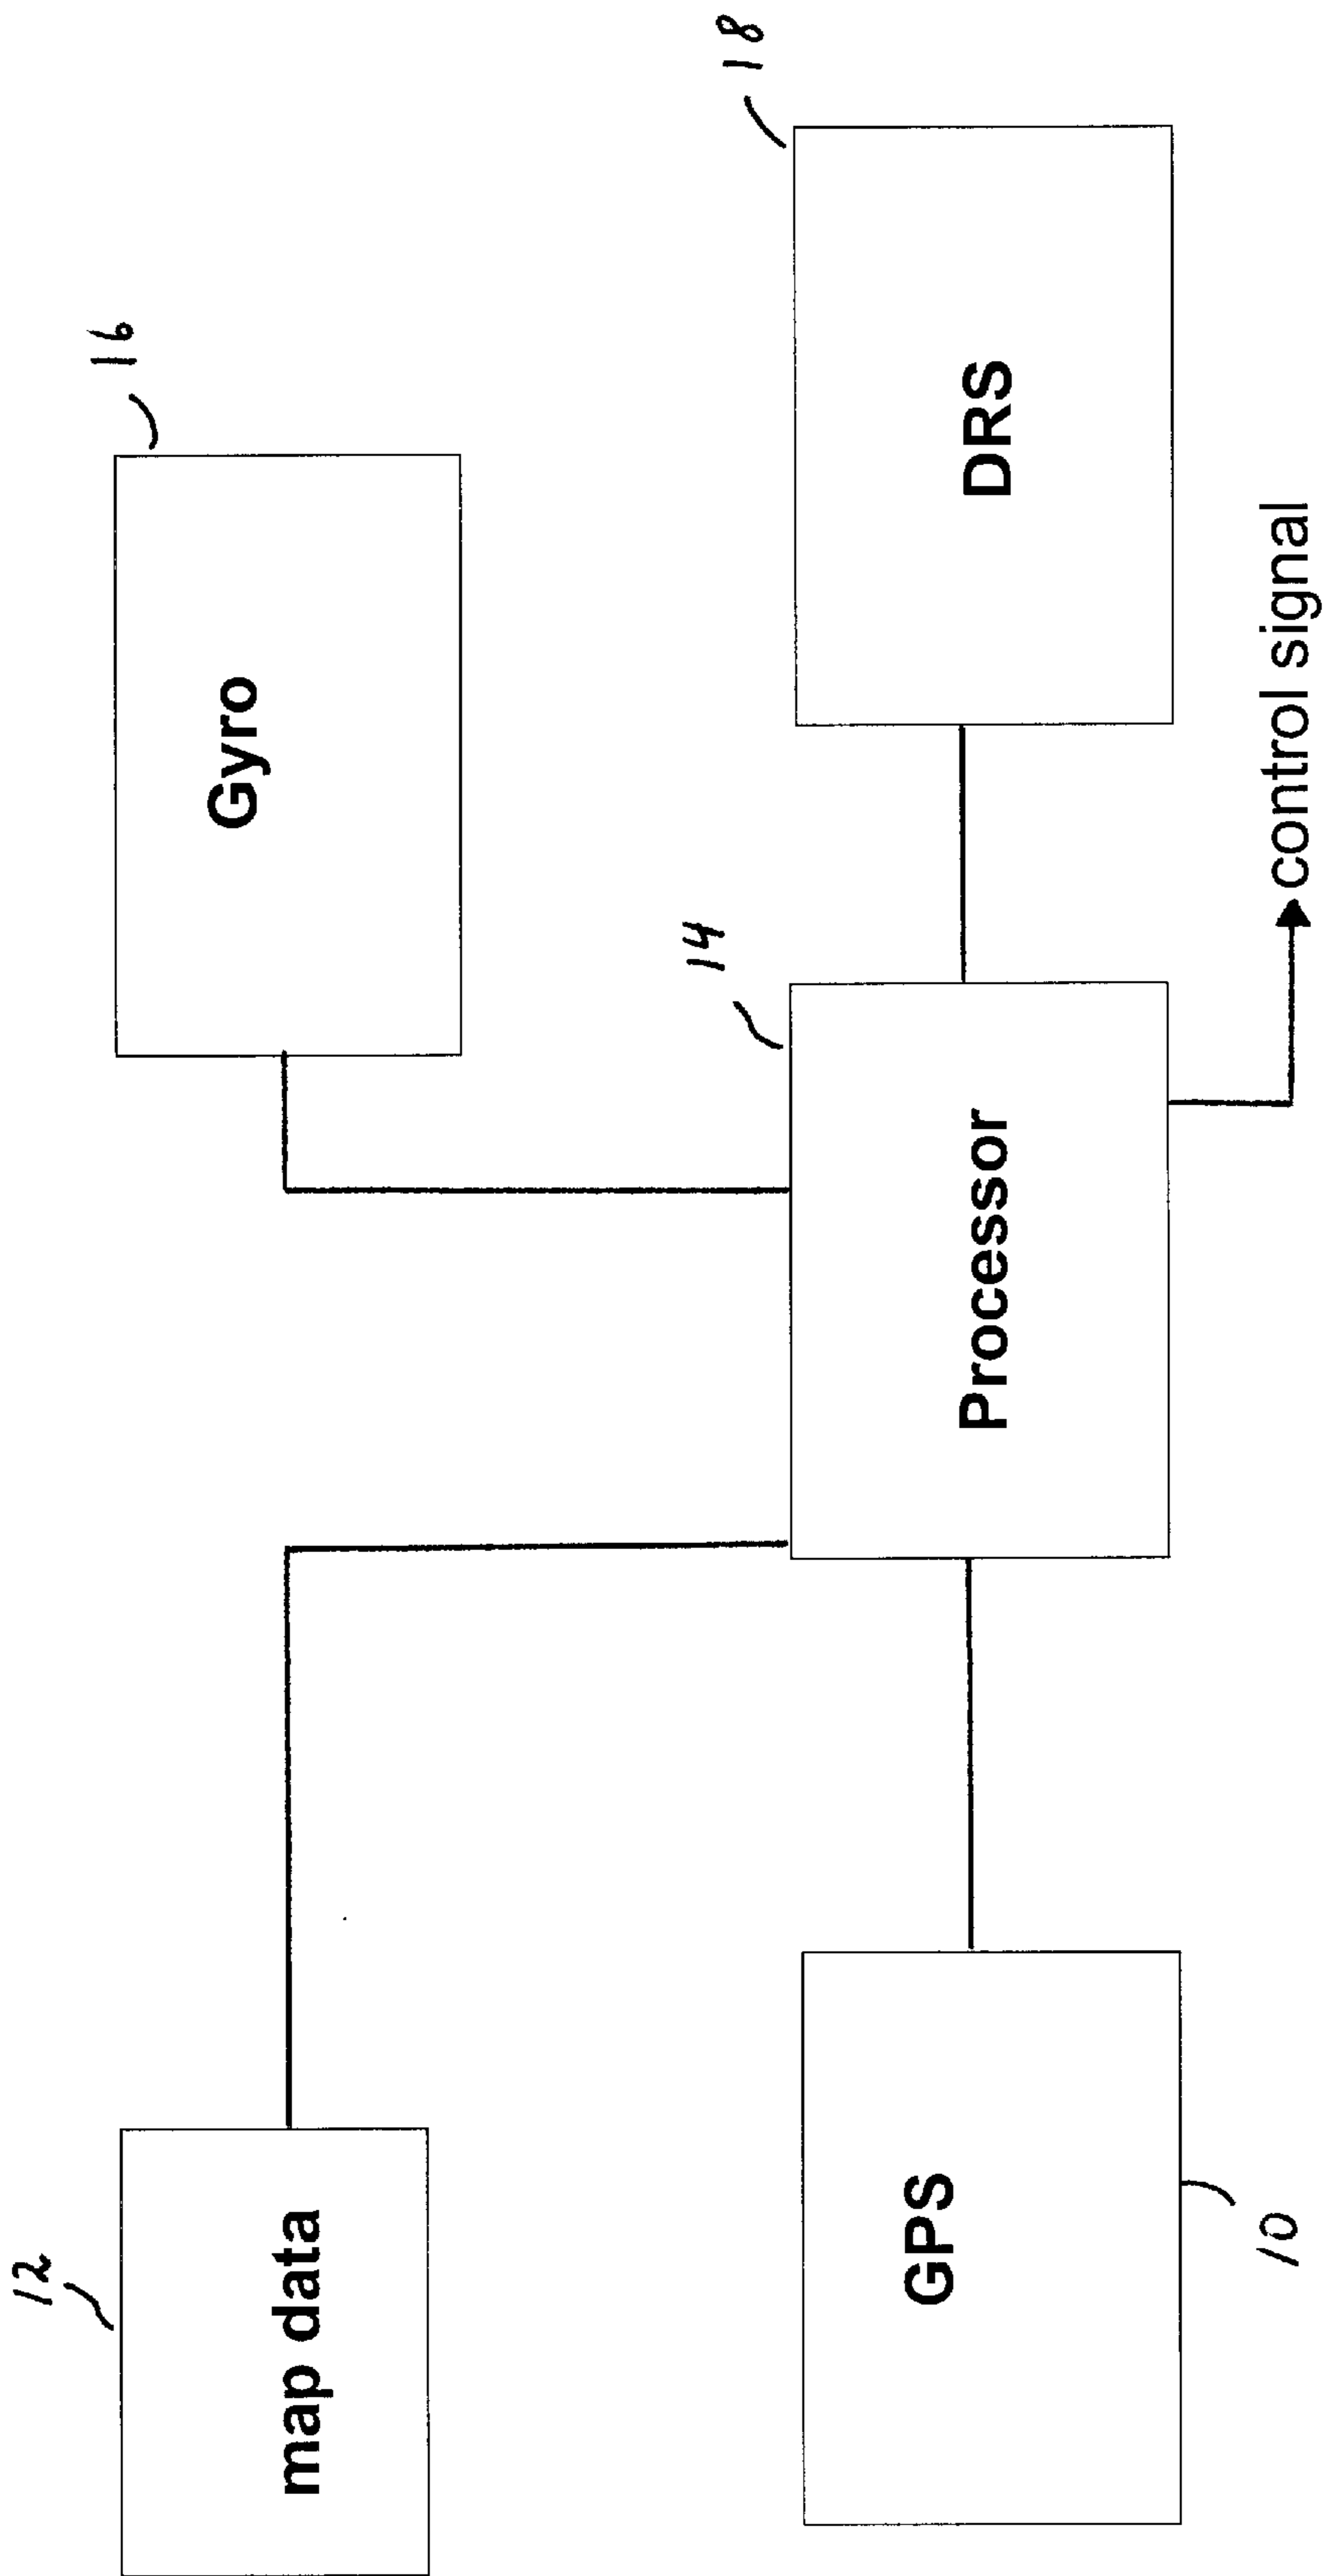 12
16
map data
Gyro
14
18
GPS
Processor
DRS
10
control signal